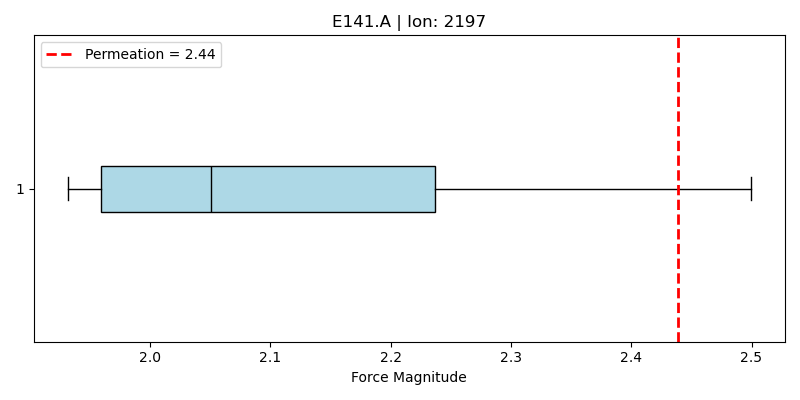 E141.A | Ion: 2197
Permeation = 2.44
1
2.0 2.1 2.2 2.3 2.4 2.5
Force Magnitude